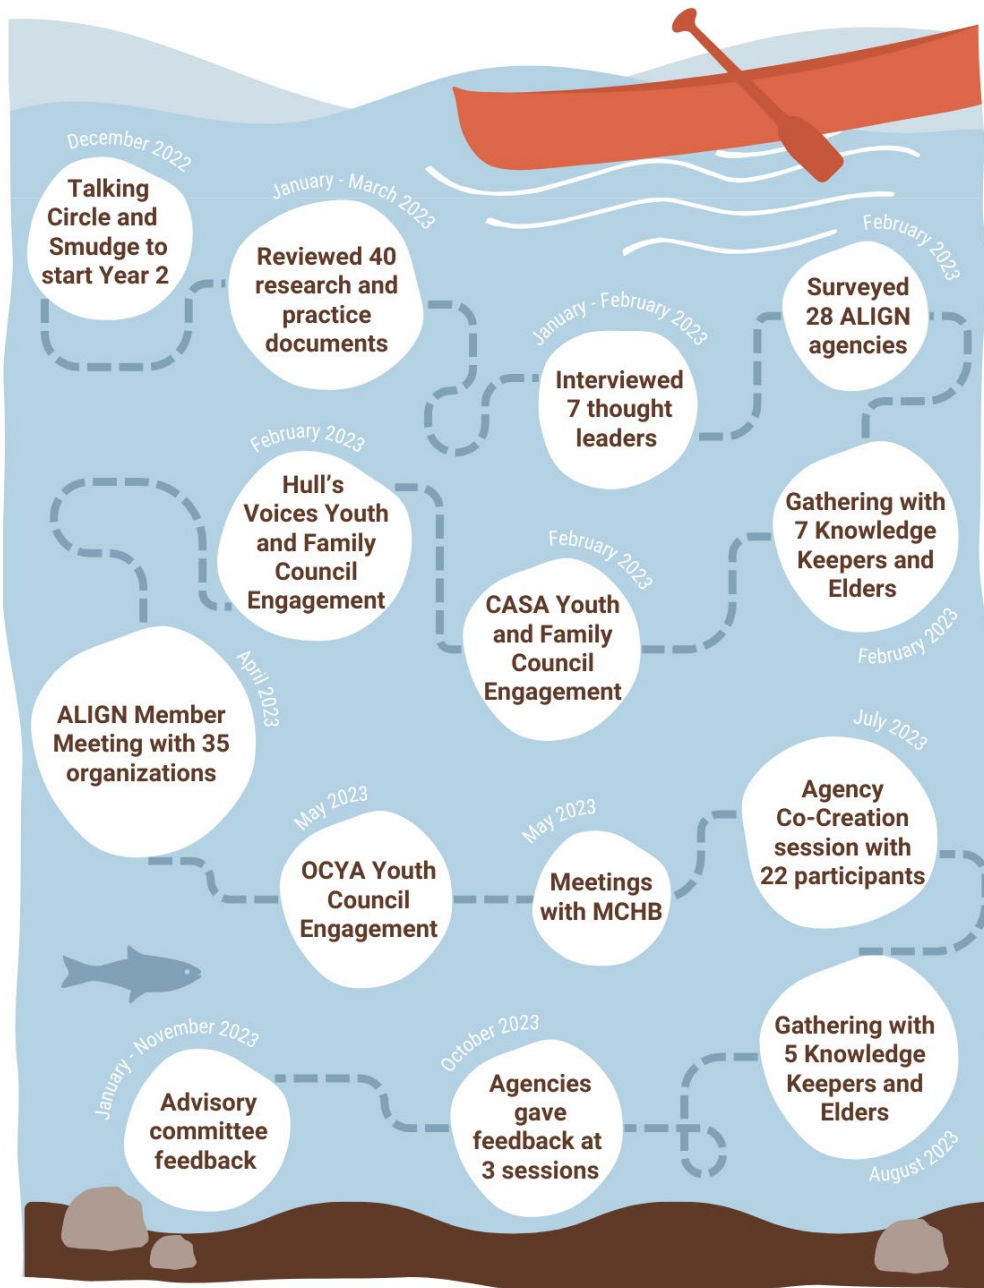 December 2022
Talking
Circle and
Smudge to
start Year 2
January - March 2023
Reviewed 40
research and
practice
documents
January - February 2023
Interviewed
7 thought
leaders
February 2023
Surveyed
28 ALIGN
agencies
Gathering with
7 Knowledge
Keepers and
Elders
February 2023
February 2023
CASA Youth
and Family
Council
Engagement
February 2023
Hull's
Voices Youth
and Family
Council
Engagement
April 2023
ALIGN Member
Meeting with 35
organizations
May 2023
OCYA Youth
Council
Engagement
May 2023
Meetings
with MCHB
July 2023
Agency
Co-Creation
session with
22 participants
Gathering with
5 Knowledge
Keepers and
Elders
August 2023
October 2023
Agencies
gave
feedback at
3 sessions
January - November 2023
Advisory
committee
feedback